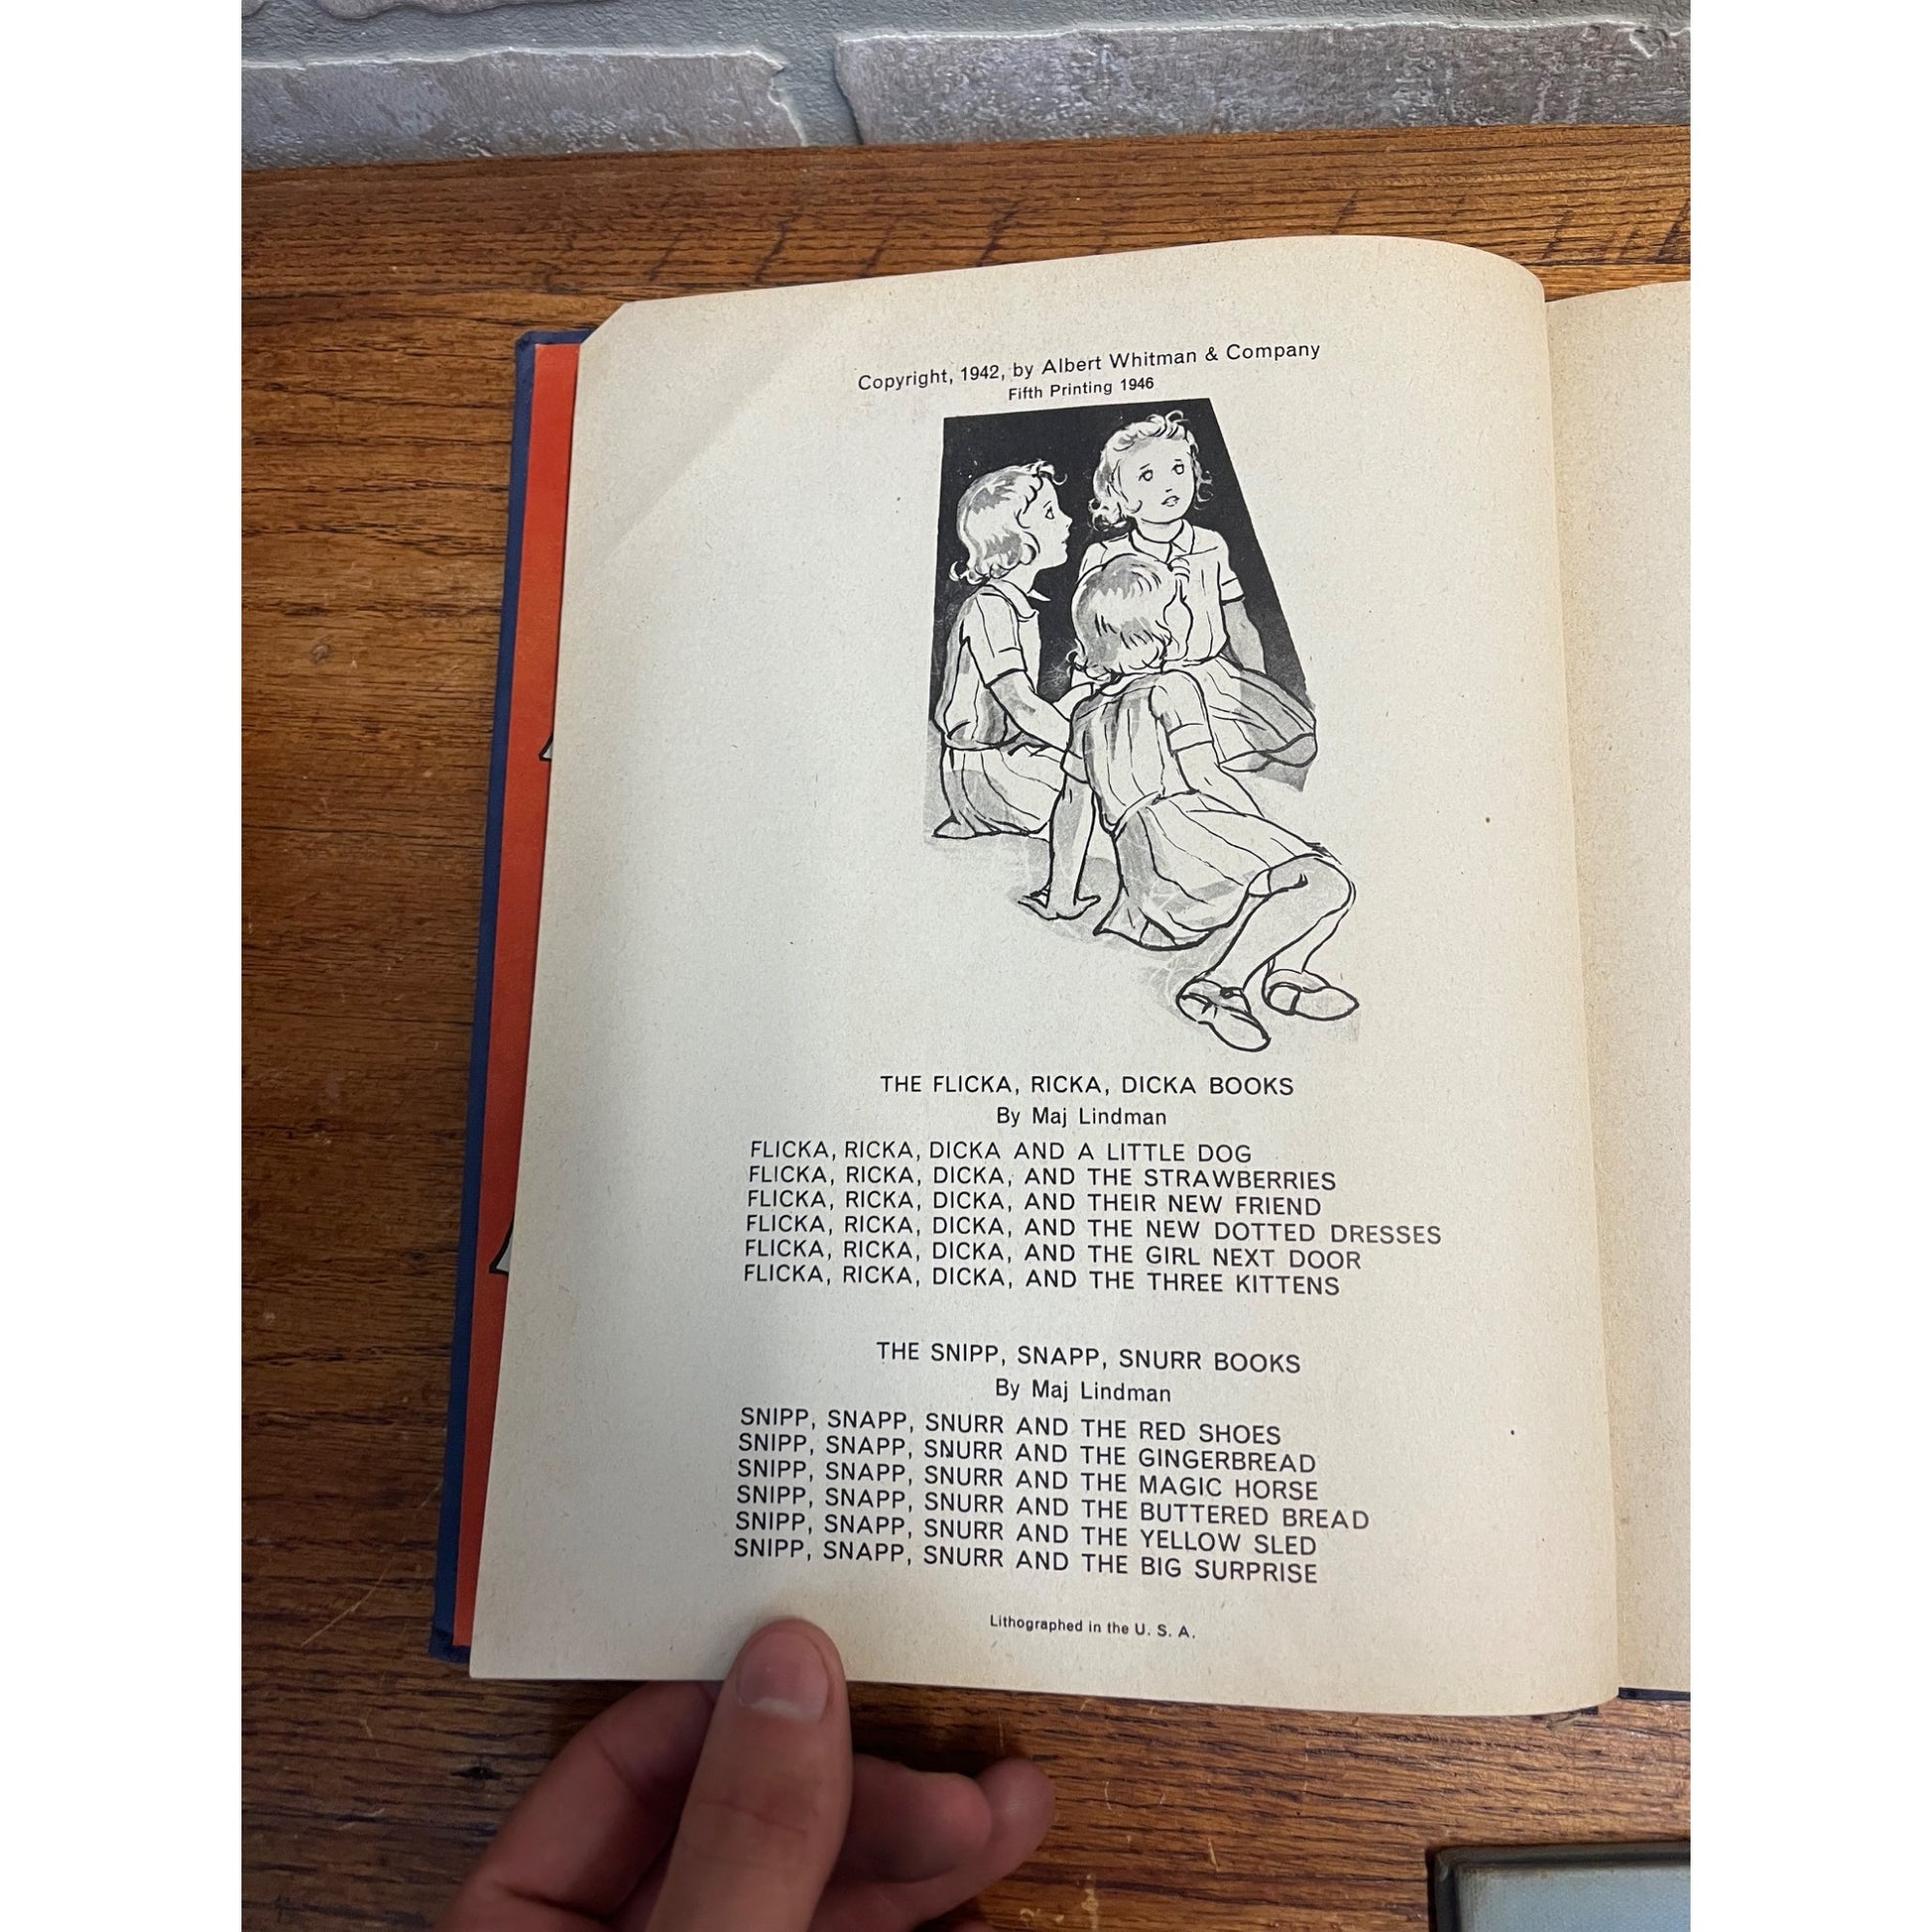 Copyright, 1942, by Albert Whitman & Company
Fifth Printing 1946
THE FLICKA, RICKA, DICKA BOOKS
By Maj Lindman
FLICKA, RICKA, DICKA AND A LITTLE DOG
FLICKA, RICKA, DICKA, AND THE STRAWBERRIES
FLICKA, RICKA, DICKA, AND THEIR NEW FRIEND
FLICKA, RICKA, DICKA, AND THE NEW DOTTED DRESSES
FLICKA, RICKA, DICKA, AND THE GIRL NEXT DOOR
FLICKA, RICKA, DICKA, AND THE THREE KITTENS
THE SNIPP, SNAPP, SNURR BOOKS
By Maj Lindman
SNIPP, SNAPP, SNURR AND THE RED SHOES
SNIPP, SNAPP, SNURR AND THE GINGERBREAD
SNIPP, SNAPP, SNURR AND THE MAGIC HORSE
SNIPP, SNAPP, SNURR AND THE BUTTERED BREAD
SNIPP, SNAPP, SNURR AND THE YELLOW SLED
SNIPP, SNAPP, SNURR AND THE BIG SURPRISE
Lithographed in the U. S. A.